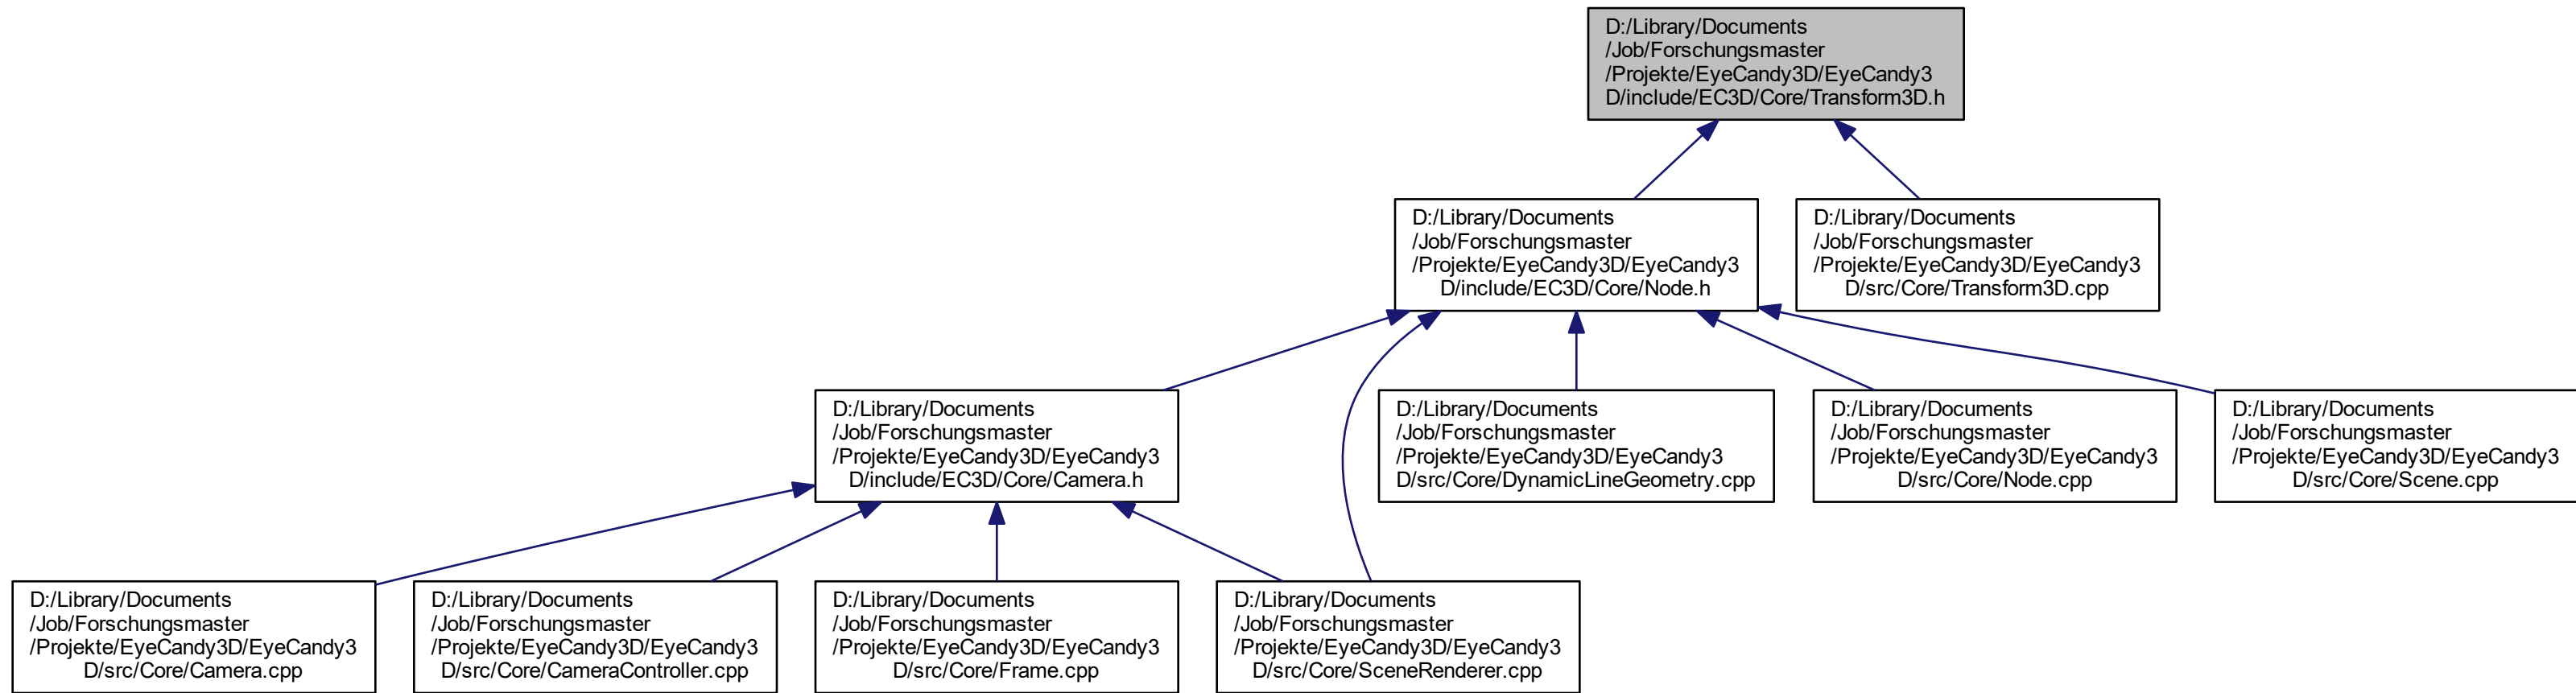 D:/Library/Documents
/Job/Forschungsmaster
/Projekte/EyeCandy3D/EyeCandy3
D/include/EC3D/Core/Transform3D.h
D:/Library/Documents
/Job/Forschungsmaster
/Projekte/EyeCandy3D/EyeCandy3
D/include/EC3D/Core/Node.h
D:/Library/Documents
/Job/Forschungsmaster
/Projekte/EyeCandy3D/EyeCandy3
D/src/Core/Transform3D.cpp
D:/Library/Documents
/Job/Forschungsmaster
/Projekte/EyeCandy3D/EyeCandy3
D/include/EC3D/Core/Camera.h
D:/Library/Documents
/Job/Forschungsmaster
/Projekte/EyeCandy3D/EyeCandy3
D/src/Core/DynamicLineGeometry.cpp
D:/Library/Documents
/Job/Forschungsmaster
/Projekte/EyeCandy3D/EyeCandy3
D/src/Core/Node.cpp
D:/Library/Documents
/Job/Forschungsmaster
/Projekte/EyeCandy3D/EyeCandy3
D/src/Core/Scene.cpp
D:/Library/Documents
/Job/Forschungsmaster
/Projekte/EyeCandy3D/EyeCandy3
D/src/Core/Camera.cpp
D:/Library/Documents
/Job/Forschungsmaster
/Projekte/EyeCandy3D/EyeCandy3
D/src/Core/CameraController.cpp
D:/Library/Documents
/Job/Forschungsmaster
/Projekte/EyeCandy3D/EyeCandy3
D/src/Core/Frame.cpp
D:/Library/Documents
/Job/Forschungsmaster
/Projekte/EyeCandy3D/EyeCandy3
D/src/Core/SceneRenderer.cpp